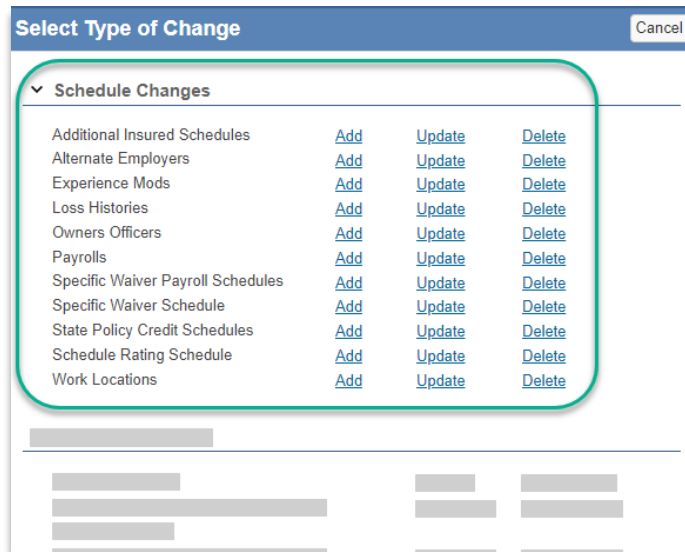 Select Type of Change Cancel
Schedule Changes
Additional Insured Schedules Add Update Delete
Alternate Employers Add Update Delete
Experience Mods Add Update Delete
Loss Histories Add Update Delete
Owners Officers Add Update Delete
Payrolls Add Update Delete
Specific Waiver Payroll Schedules Add Update Delete
Specific Waiver Schedule Add Update Delete
State Policy Credit Schedules Add Update Delete
Schedule Rating Schedule Add Update Delete
Work Locations Add Update Delete